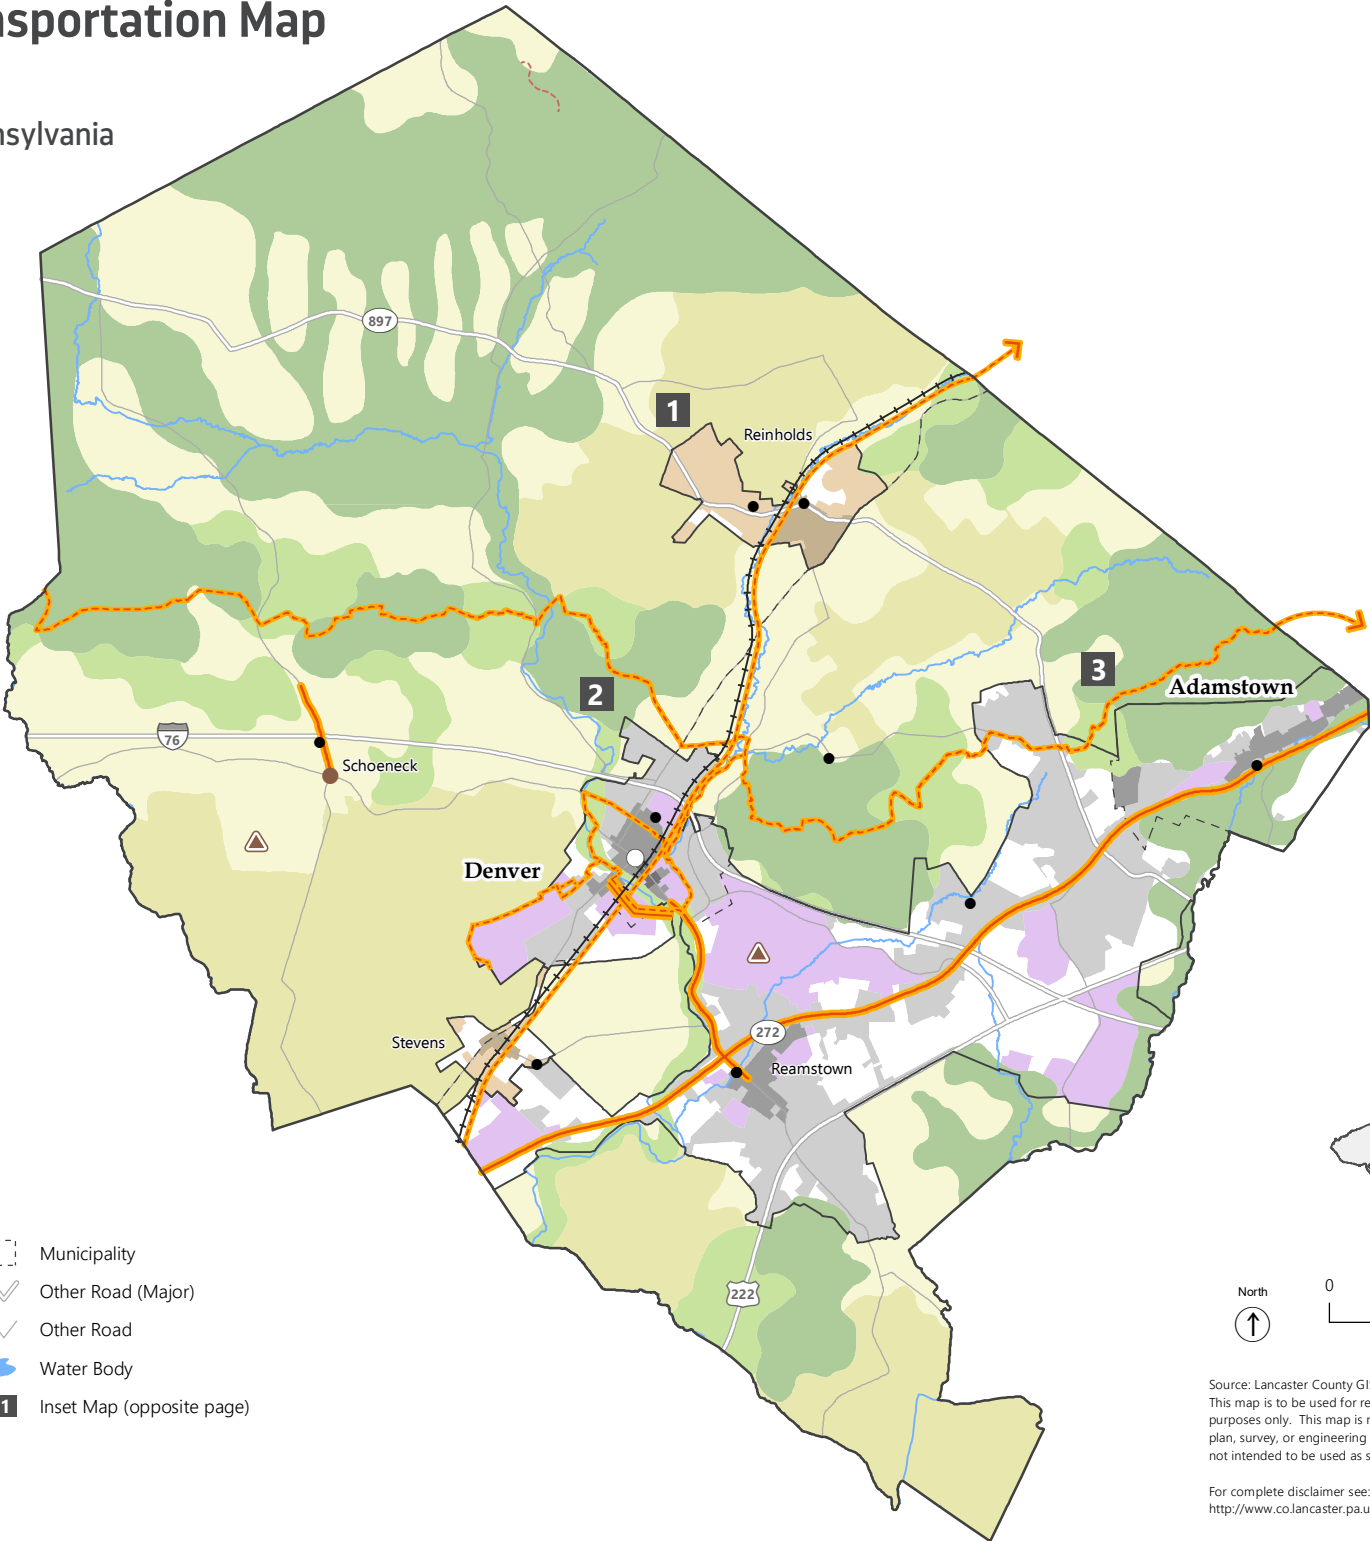 nsportation Map
nsylvania
897
1
Reinholds
2
3
Adamstown
76
Schoeneck
Denver
272
Stevens
Reamstown
222
Municipality
Other Road (Major)
Other Road
Water Body
1 Inset Map (opposite page)
North
0
Source: Lancaster County GI
This map is to be used for re
purposes only. This map is
plan, survey, or engineering
not intended to be used as s
For complete disclaimer see:
http://www.co.lancaster.pa.u